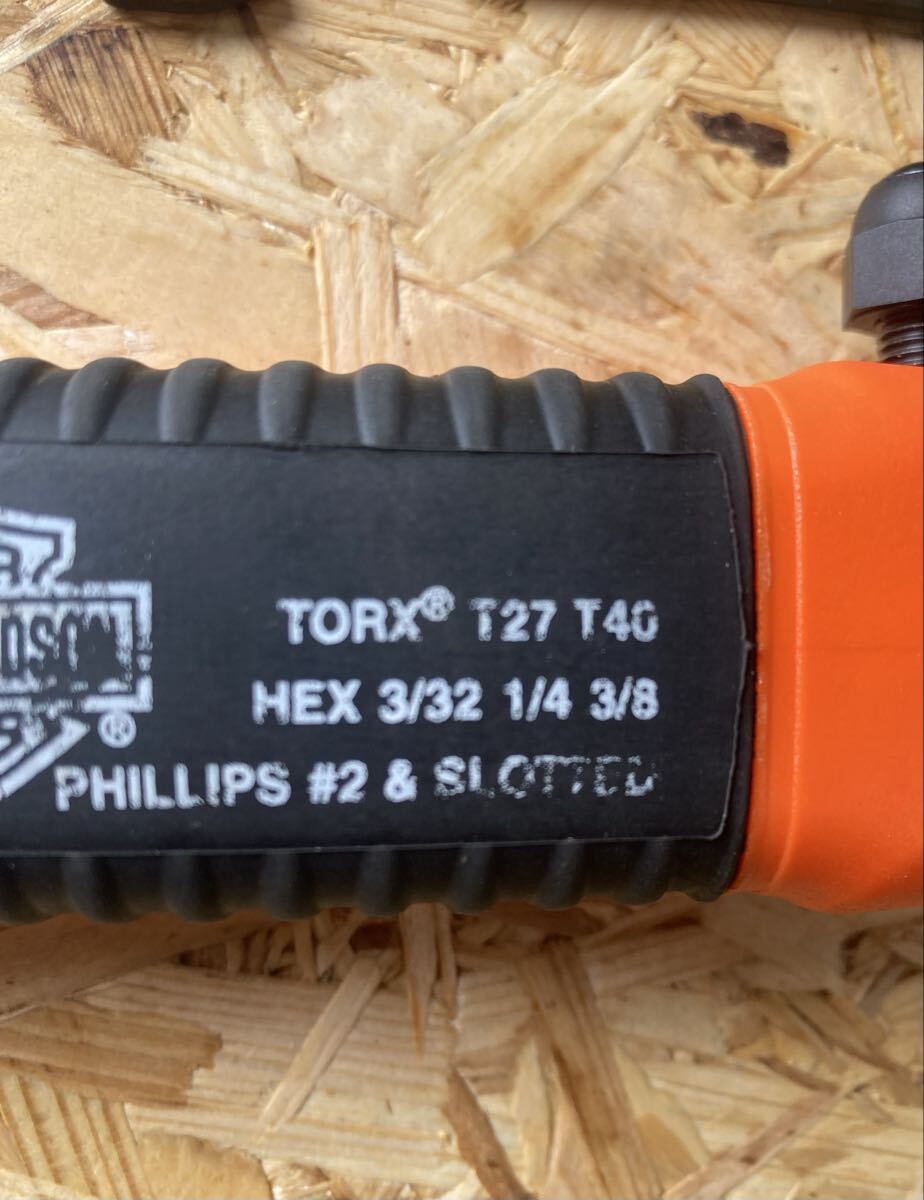 TORX® T27 T40
HEX 3/32 1/4 3/8
®
PHILLIPS #2 & SLOTTED